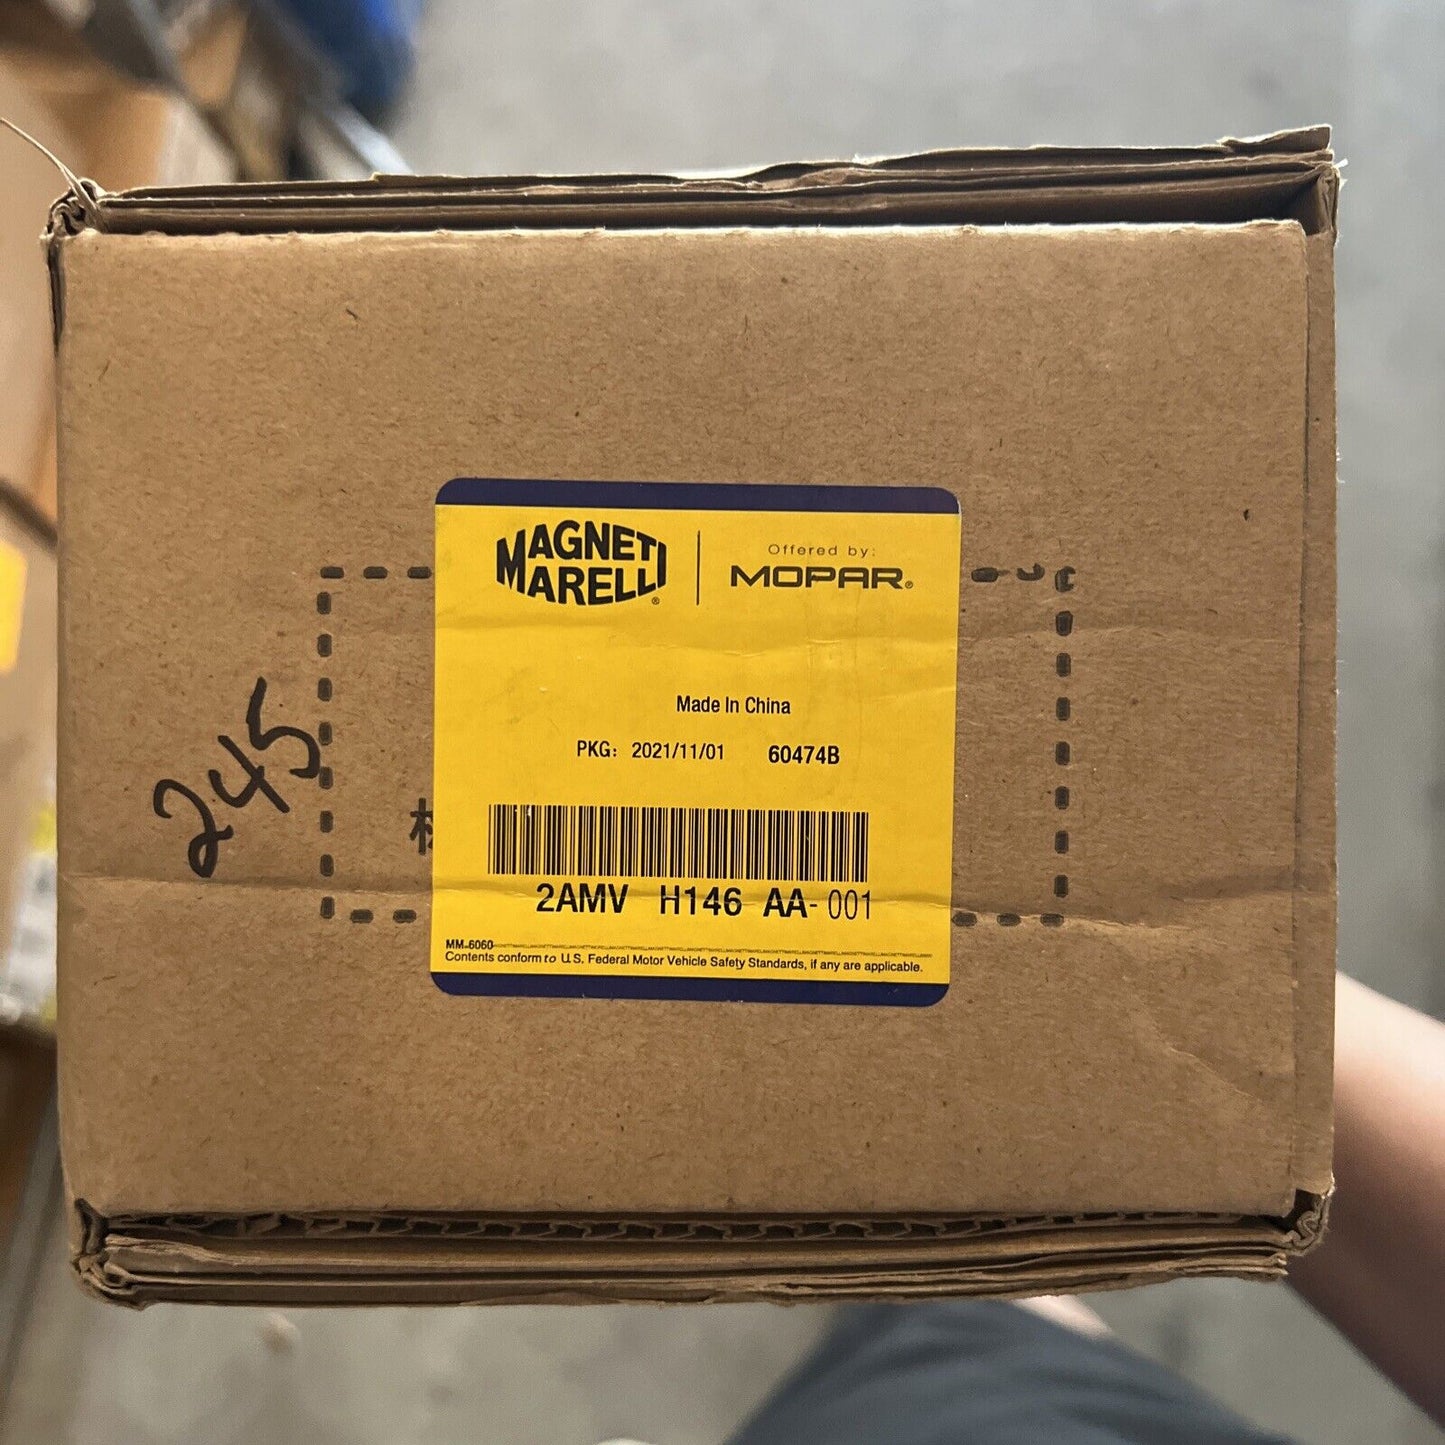 MAGNETI
MARELLI®
Offered by:
MOPAR®
Made In China
PKG: 2021/11/01 60474B
245
2AMV H146 AA-001
MM-6060
Contents conform to U.S. Federal Motor Vehicle Safety Standards, if any are applicable.